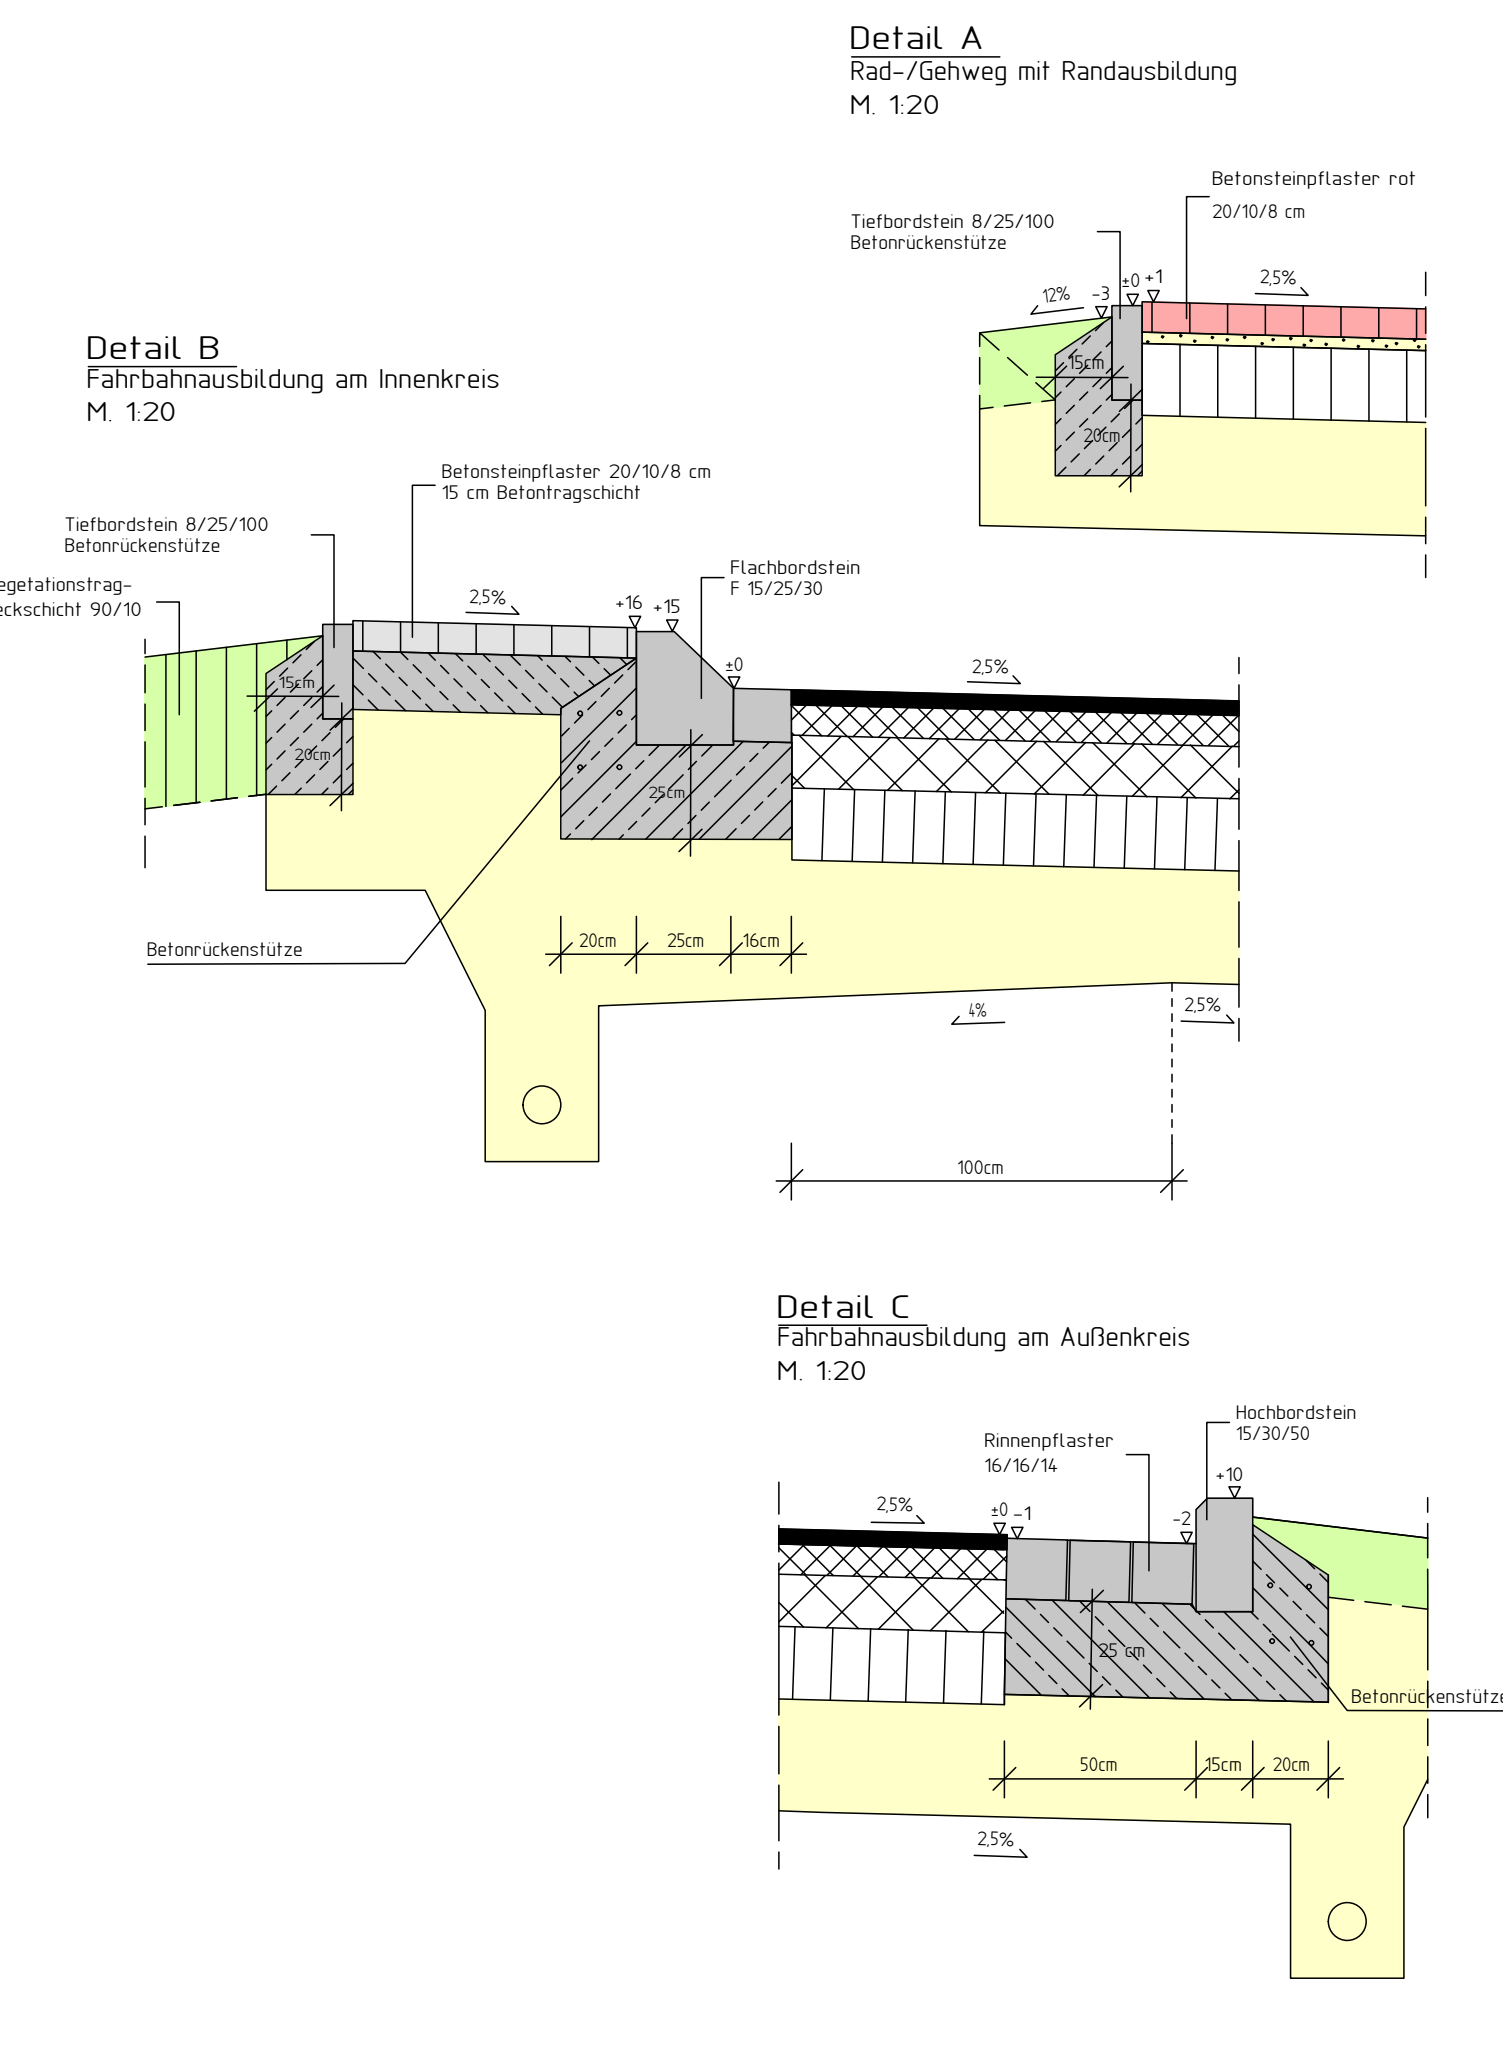 Detail A
Rad-/Gehweg mit Randausbildung
M. 1:20
Betonsteinpflaster rot
20/10/8 cm
Tiefbordstein 8/25/100
Betonrückenstütze
12%
-3
±0
+1
2,5%
15cm
20cm
Detail B
Fahrbahnausbildung am Innenkreis
M. 1:20
Betonsteinpflaster 20/10/8 cm
15 cm Betontragschicht
Tiefbordstein 8/25/100
Betonrückenstütze
egetationstrag-
eckschicht 90/10
Flachbordstein
F 15/25/30
2,5%
+16
+15
±0
2,5%
15cm
20cm
25cm
Betonrückenstütze
20cm
25cm
16cm
4%
2,5%
100cm
Detail C
Fahrbahnausbildung am Außenkreis
M. 1:20
Hochbordstein
15/30/50
Rinnenpflaster
16/16/14
+10
2,5%
±0
-1
-2
25 cm
Betonrückenstütze
50cm
15cm
20cm
2,5%